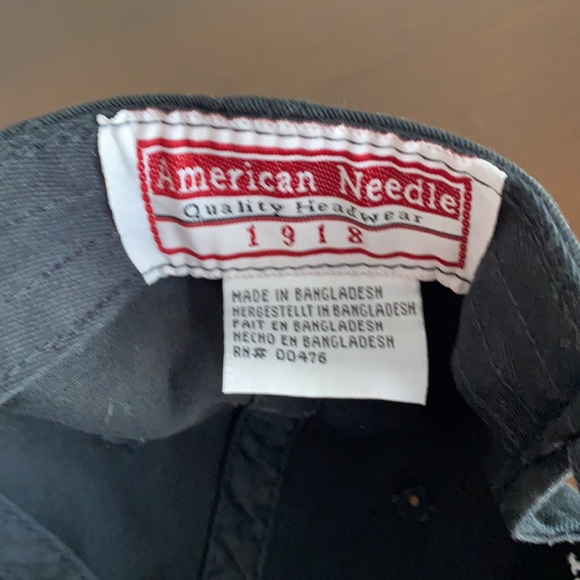 American Needle
Quality Headwear
1918
MADE IN BANGLADESH
HERGESTELLT IN BANGLADESH
FAIT EN BANGLADESH
HECHO EN BANGLADESH
RN# 00476